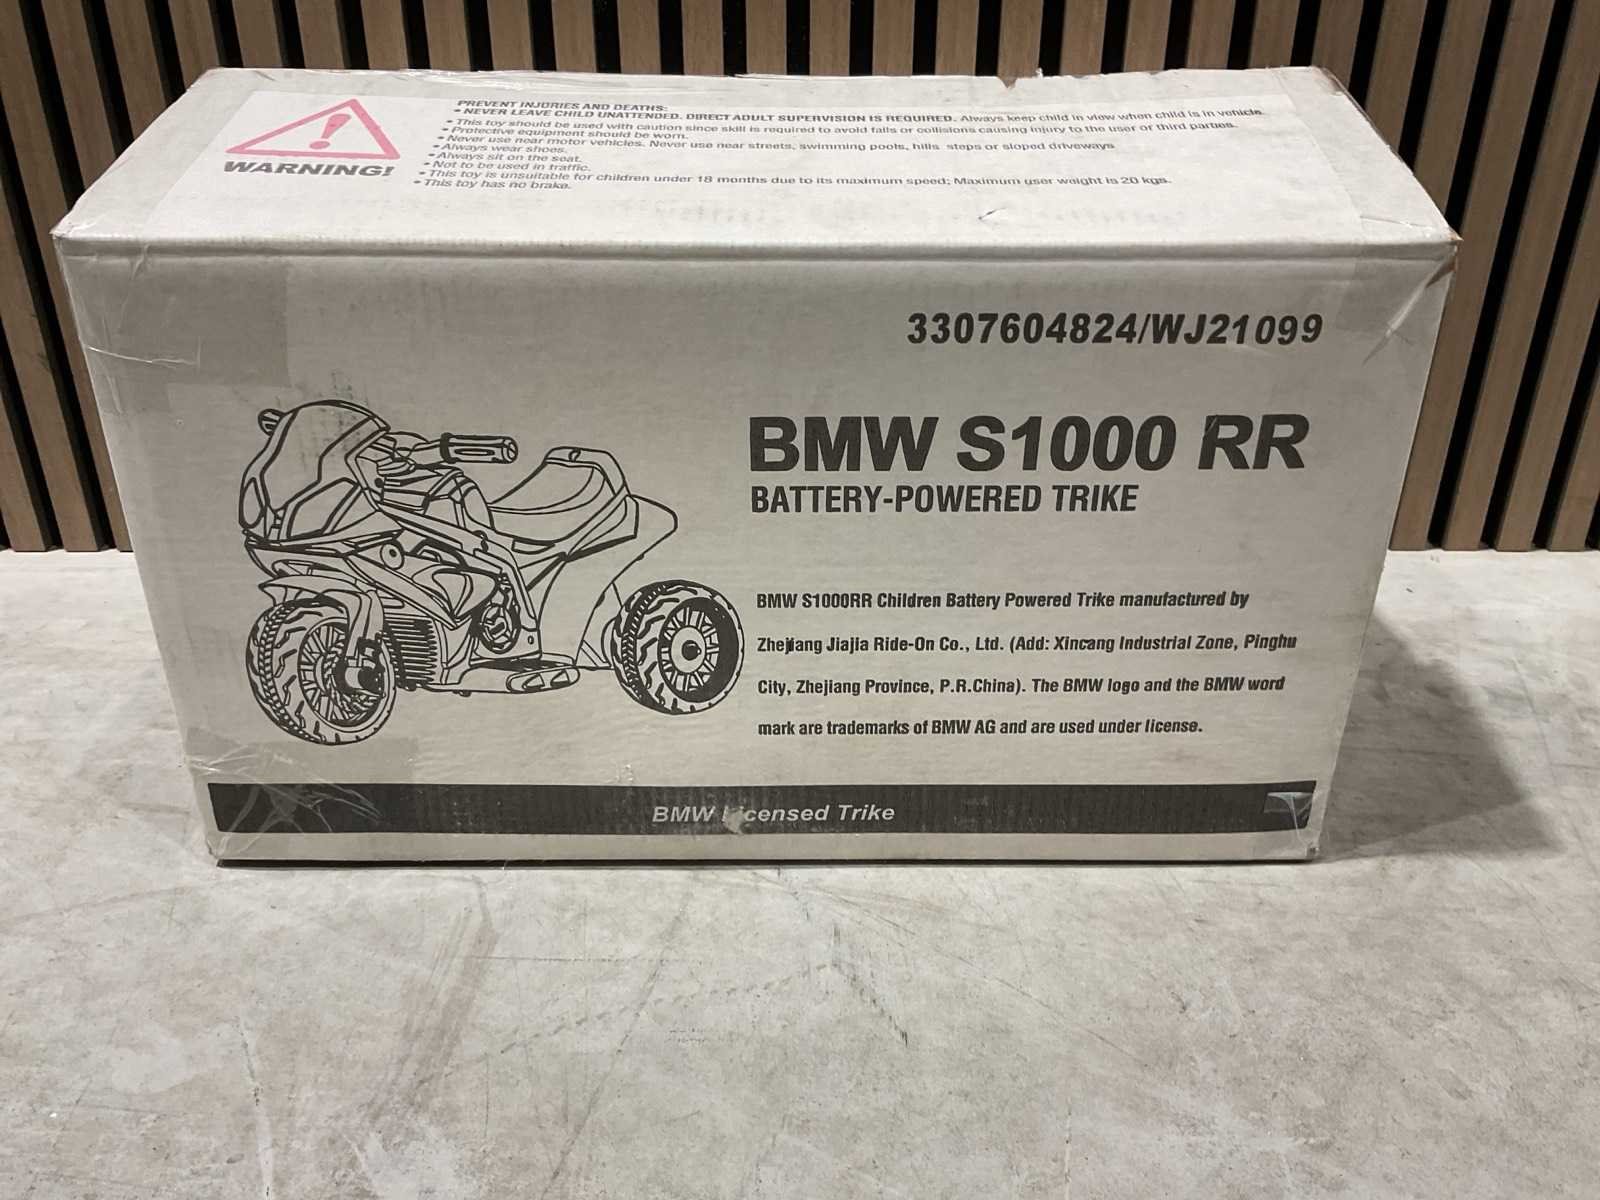 PREVENT INJURIES AND DEATHS:
• NEVER LEAVE CHILD UNATTENDED. DIRECT ADULT SUPERVISION IS REQUIRED. Always keep child in view when child is in vehicle.
• This toy should be used with caution since skill is required to avoid falls or collisions causing injury to the user or third parties.
• Protective equipment should be worn.
• Never use near motor vehicles. Never use near streets, swimming pools, hills steps or sloped driveways
• Always wear shoes.
• Always sit on the seat.
• Not to be used in traffic.
• This toy is unsuitable for children under 18 months due to its maximum speed; Maximum user weight is 20 kgs.
• This toy has no brake.
WARNING!
3307604824/WJ21099
BMW S1000 RR
BATTERY-POWERED TRIKE
BMW S1000RR Children Battery Powered Trike manufactured by
Zhejiang Jiajia Ride-On Co., Ltd. (Add: Xincang Industrial Zone, Pinghu
City, Zhejiang Province, P.R.China). The BMW logo and the BMW word
mark are trademarks of BMW AG and are used under license.
BMW Licensed Trike